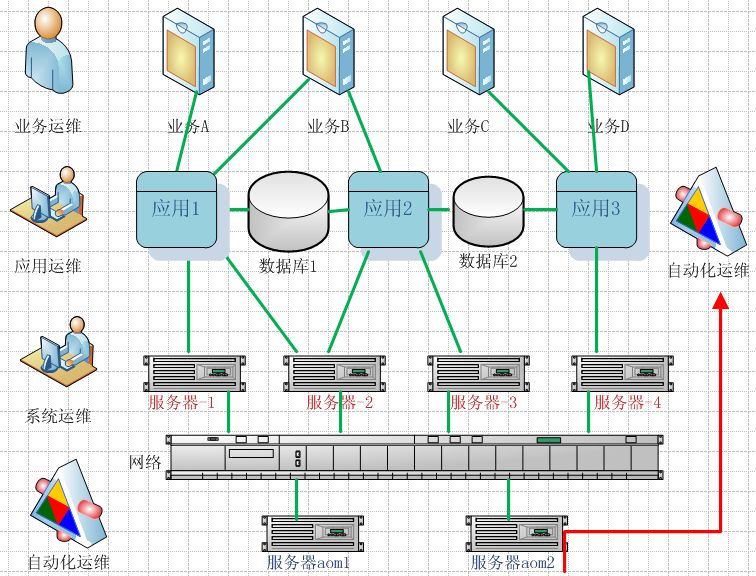 业务运维
业务A
业务B
业务C
业务D
应用1
应用2
应用3
数据库1
数据库2
应用运维
自动化运维
服务器-1
服务器-2
服务器-3
服务器-4
系统运维
网络
自动化运维
服务器aom1
服务器aom2